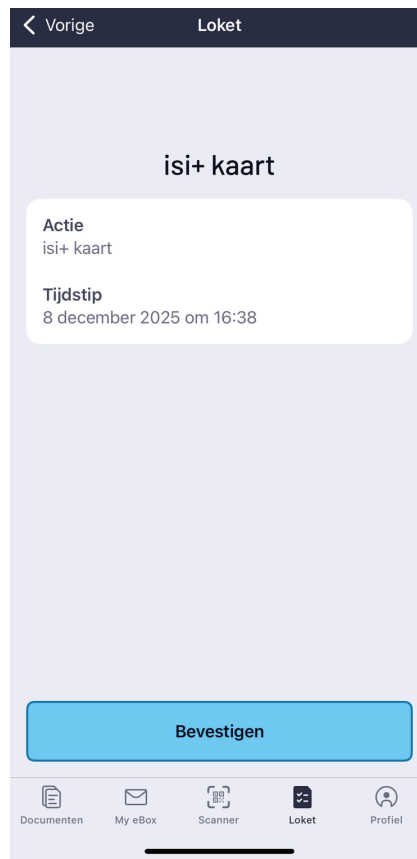 Vorige
Loket
isi+ kaart
Actie
isi+ kaart
Tijdstip
8 december 2025 om 16:38
Bevestigen
Documenten
My eBox
Scanner
Loket
Profiel